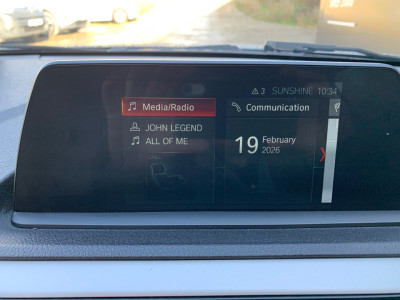 3 SUNSHINE 10:34
Media/Radio
JOHN LEGEND
ALL OF ME
Communication
19 February
2026